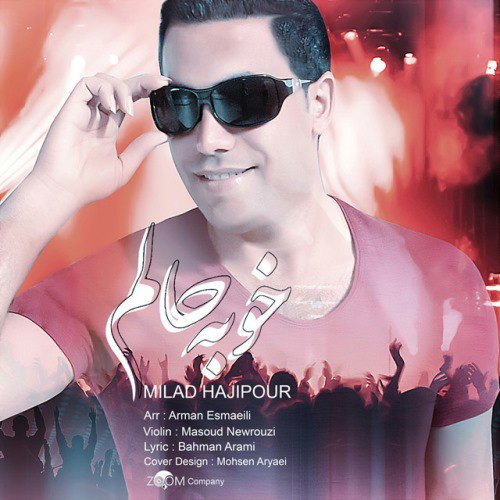 خوبه حالم
MILAD HAJIPOUR
Arr : Arman Esmaeili
Violin : Masoud Newrouzi
Lyric : Bahman Arami
Cover Design : Mohsen Aryaei
ZOOM Company